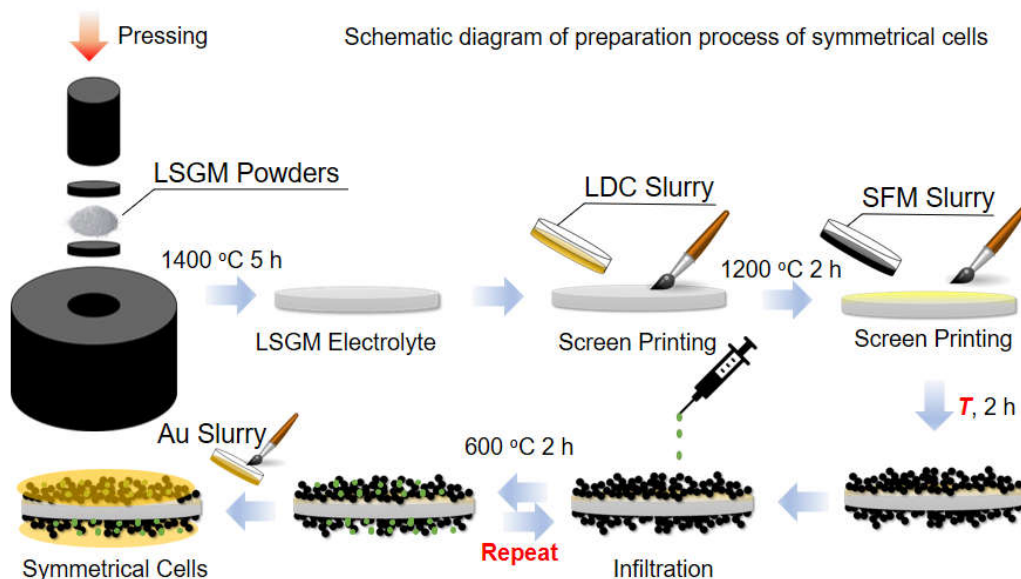 Pressing
Schematic diagram of preparation process of symmetrical cells
LSGM Powders
LDC Slurry
SFM Slurry
1400 °C 5 h
1200 °C 2 h
LSGM Electrolyte
Screen Printing
Screen Printing
T, 2 h
Au Slurry
600 °C 2 h
Repeat
Symmetrical Cells
Infiltration